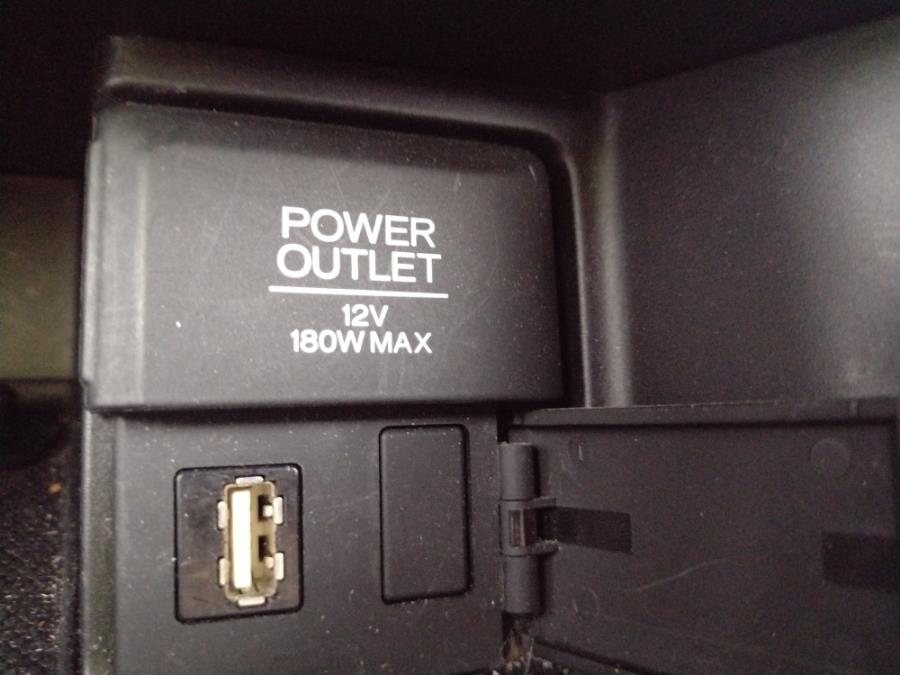 POWER
OUTLET
12V
180W MAX